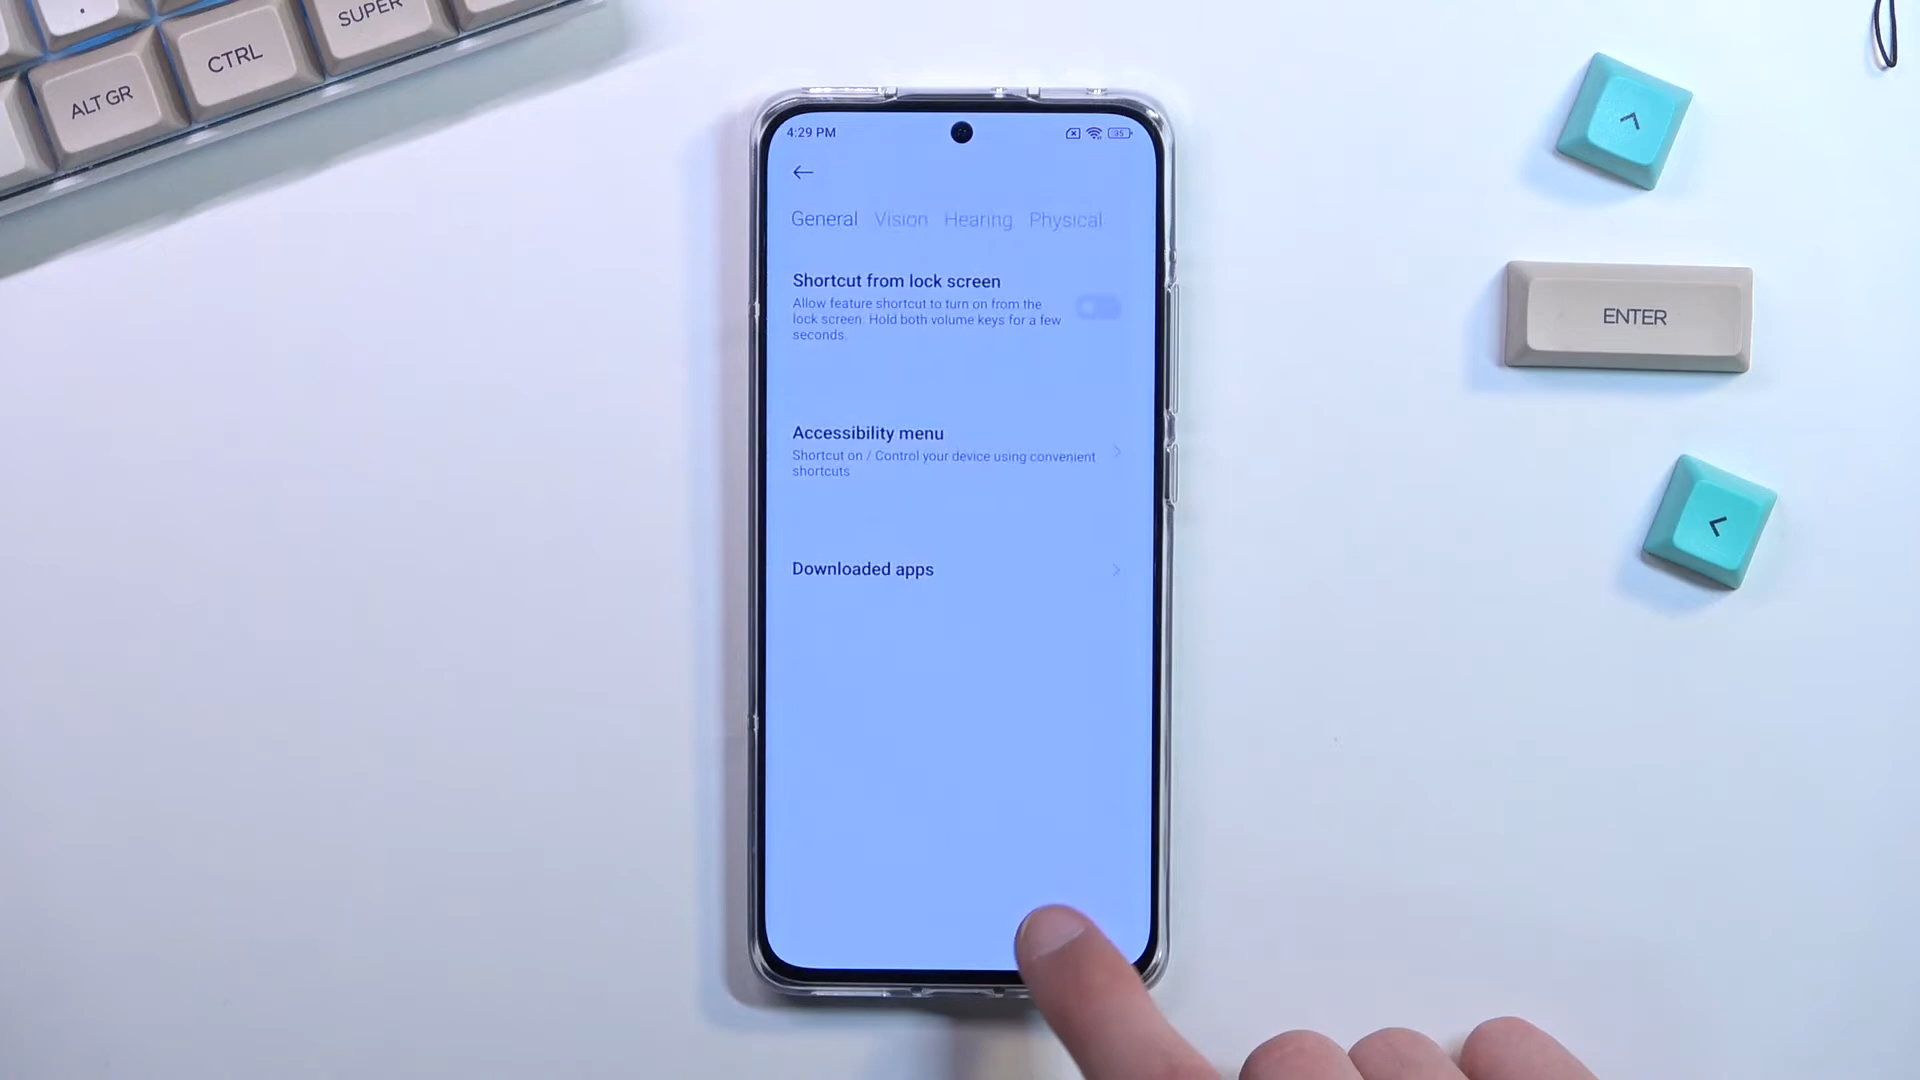 SUPER
CTRL
ALT GR
4:29 PM
35
General Vision Hearing Physical
Shortcut from lock screen
Allow feature shortcut to turn on from the
lock screen. Hold both volume keys for a few
seconds.
Accessibility menu
Shortcut on / Control your device using convenient
shortcuts
Downloaded apps
ENTER